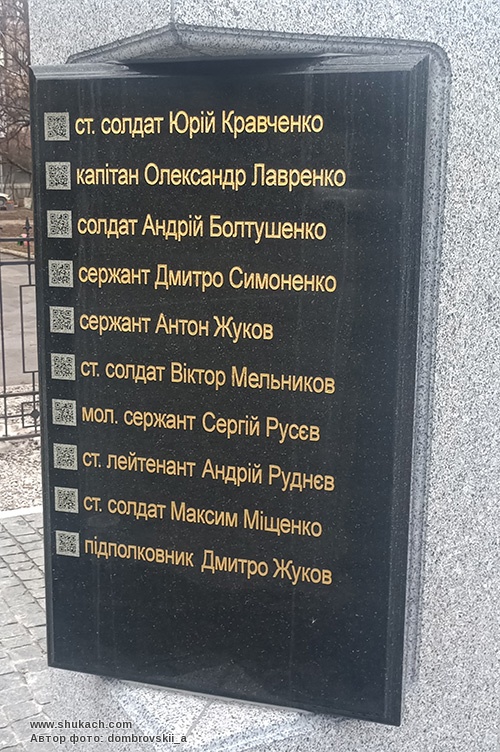 ст. солдат Юрій Кравченко
капітан Олександр Лавренко
солдат Андрій Болтушенко
сержант Дмитро Симоненко
сержант Антон Жуков
ст. солдат Віктор Мельников
мол. сержант Сергій Русєв
ст. лейтенант Андрій Руднєв
ст. солдат Максим Міщенко
підполковник Дмитро Жуков
www.shukach.com
Автор фото: dombrovskii_a